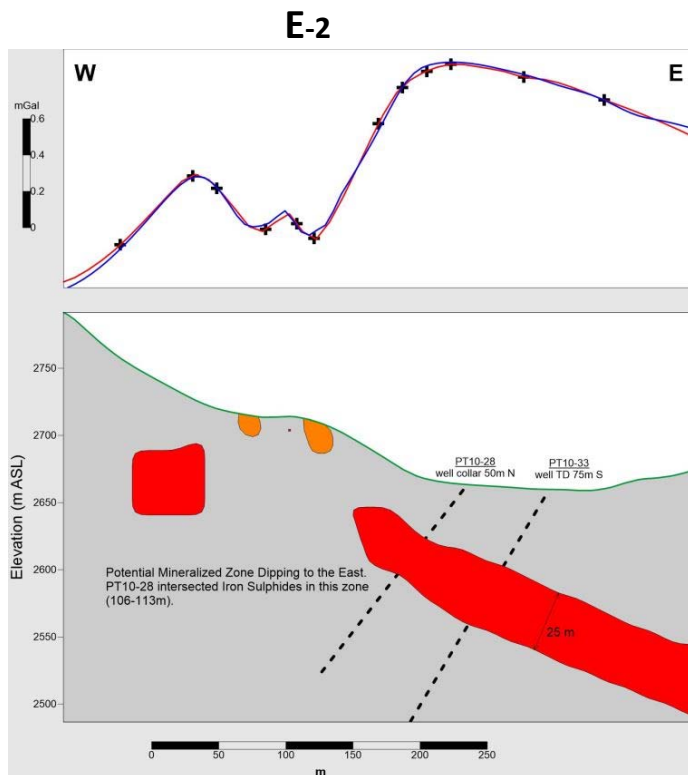 E-2
W
E
mGal
0.6
0.4
0.2
0
2750
2700
2650
2600
2550
2500
Elevation (m ASL)
PT10-28
well collar 50m N
PT10-33
well TD 75m S
Potential Mineralized Zone Dipping to the East.
PT10-28 intersected Iron Sulphides in this zone
(106-113m).
25 m
0
50
100
150
200
250
m